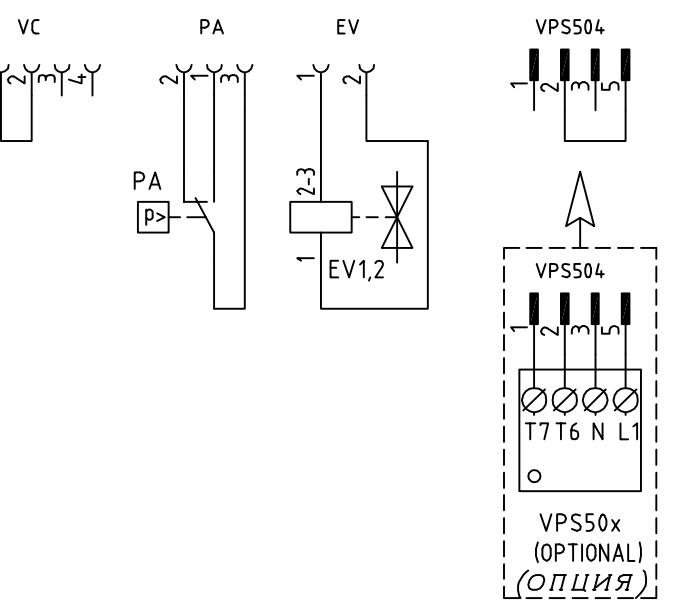 VC PA EV VPS504
2 3 4 2 1 3 1 2 1 2 3 5
PA
p>
2-3
1
EV1,2
VPS504
1 2 3 5
T7 T6 N L1
VPS50x
(OPTIONAL)
(ОПЦИЯ)